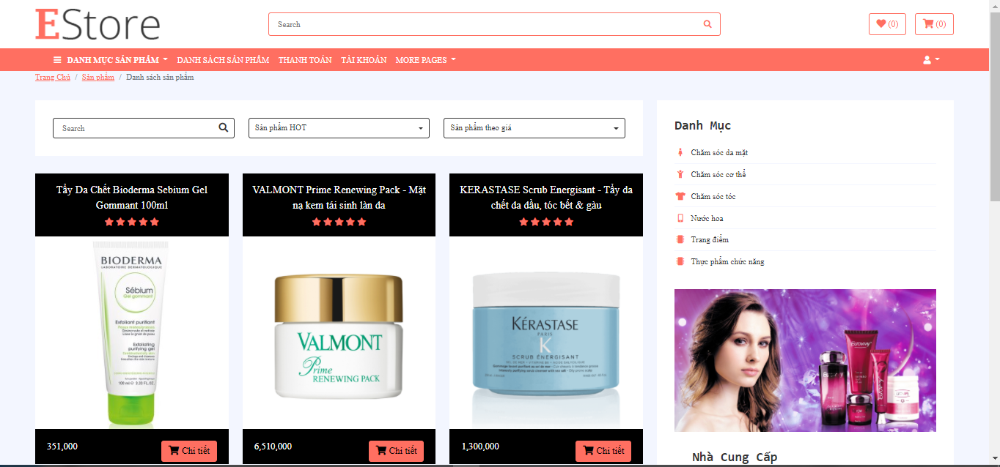 EStore
Search
(0)
(0)
DANH MỤC SẢN PHẨM
DANH SÁCH SẢN PHẨM
THANH TOÁN
TÀI KHOẢN
MORE PAGES
Trang Chủ / Sản phẩm / Danh sách sản phẩm
Search
Sản phẩm HOT
Sản phẩm theo giá
Tẩy Da Chết Bioderma Sebium Gel
Gommant 100ml
BIODERMA
LABORATOIRE DERMATOLOGIQUE
Sébium
Gel gommant
Exfoliant purifiant
Exfoliating
purifying gel
100 ml e 3.33 FL.OZ.
351,000
Chi tiết
VALMONT Prime Renewing Pack - Mặt
nạ kem tái sinh làn da
VALMONT
Prime
RENEWING PACK
6,510,000
Chi tiết
KERASTASE Scrub Energisant - Tẩy da
chết da dầu, tóc bết & gàu
KÉRASTASE
PARIS
K
SCRUB ÉNERGISANT
1,300,000
Chi tiết
Danh Mục
Chăm sóc da mặt
Chăm sóc cơ thể
Chăm sóc tóc
Nước hoa
Trang điểm
Thực phẩm chức năng
Nhà Cung Cấp